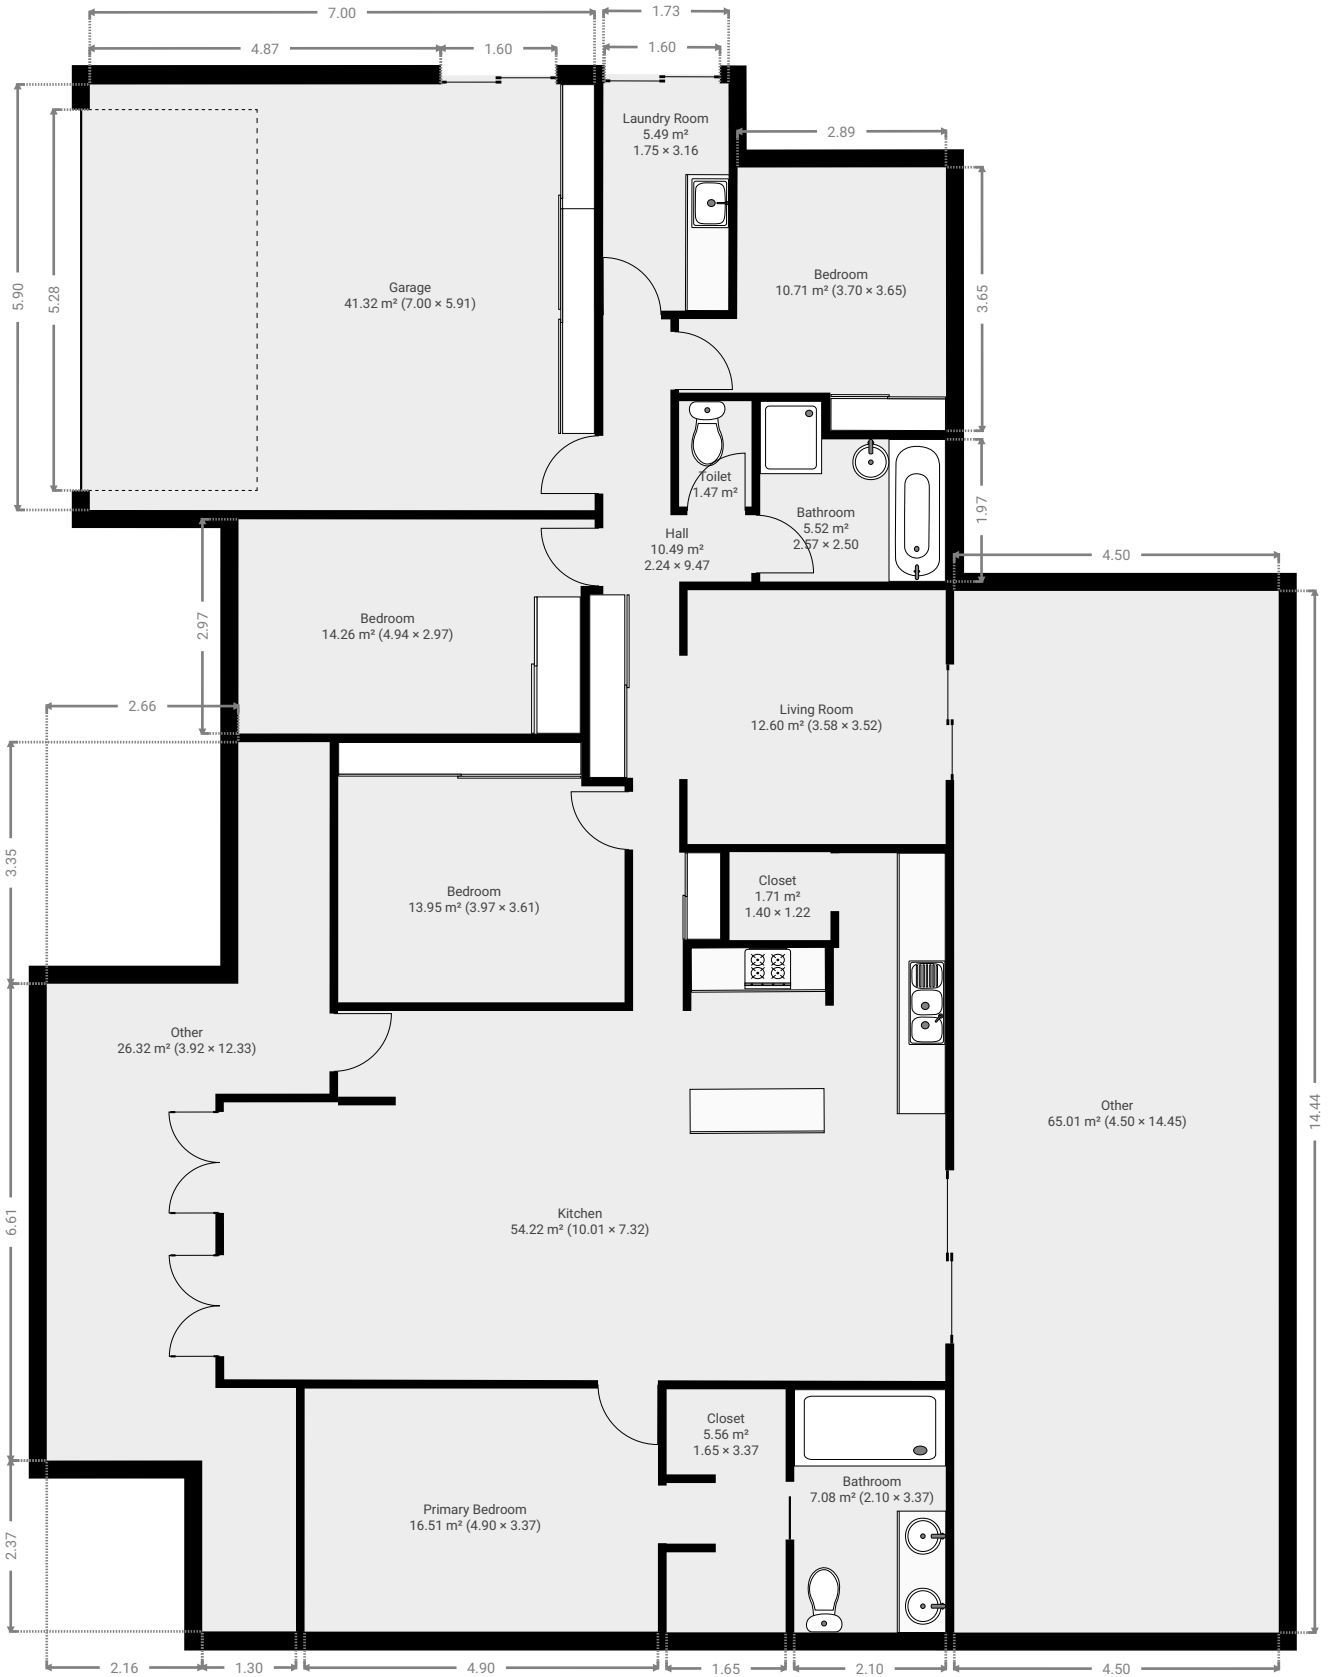 7.00
1.73
4.87
1.60
1.60
Laundry Room
5.49 m²
1.75 × 3.16
2.89
5.90
5.28
Garage
41.32 m² (7.00 × 5.91)
Bedroom
10.71 m² (3.70 × 3.65)
3.65
Toilet
1.47 m²
Bathroom
5.52 m²
2.57 × 2.50
1.97
Hall
10.49 m²
2.24 × 9.47
4.50
2.97
Bedroom
14.26 m² (4.94 × 2.97)
2.66
Living Room
12.60 m² (3.58 × 3.52)
3.35
Bedroom
13.95 m² (3.97 × 3.61)
Closet
1.71 m²
1.40 × 1.22
Other
26.32 m² (3.92 × 12.33)
Other
65.01 m² (4.50 × 14.45)
14.44
6.61
Kitchen
54.22 m² (10.01 × 7.32)
Closet
5.56 m²
1.65 × 3.37
Bathroom
7.08 m² (2.10 × 3.37)
Primary Bedroom
16.51 m² (4.90 × 3.37)
2.37
2.16
1.30
4.90
1.65
2.10
4.50